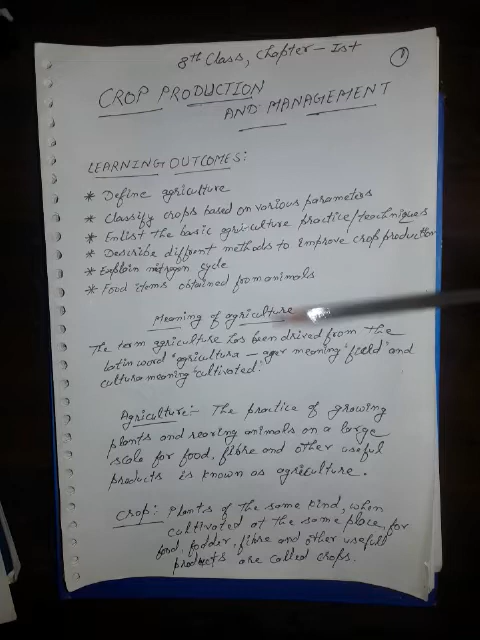 8th Class, Chapter - Ist
1
CROP PRODUCTION
AND MANAGEMENT
LEARNING OUTCOMES:
* Define agriculture
* Classify crops based on various parameters
* Enlist the basic agriculture practice/teachniques
* Describe diffrent methods to improve crop production
* Explain nitrogen cycle
* Food items obtained from animals
Meaning of agriculture
The term agriculture has been drived from the
latin word "agricultura - ager meaning "field" and
cultura meaning "cultivated".
Agriculture:- The practice of growing
plants and rearing animals on a large
scale for food, fibre and other useful
products is known as agriculture.
Crop: Plants of the same kind, when
cultivated at the same place, for
food, fodder, fibre and other usefull
products are called crops.